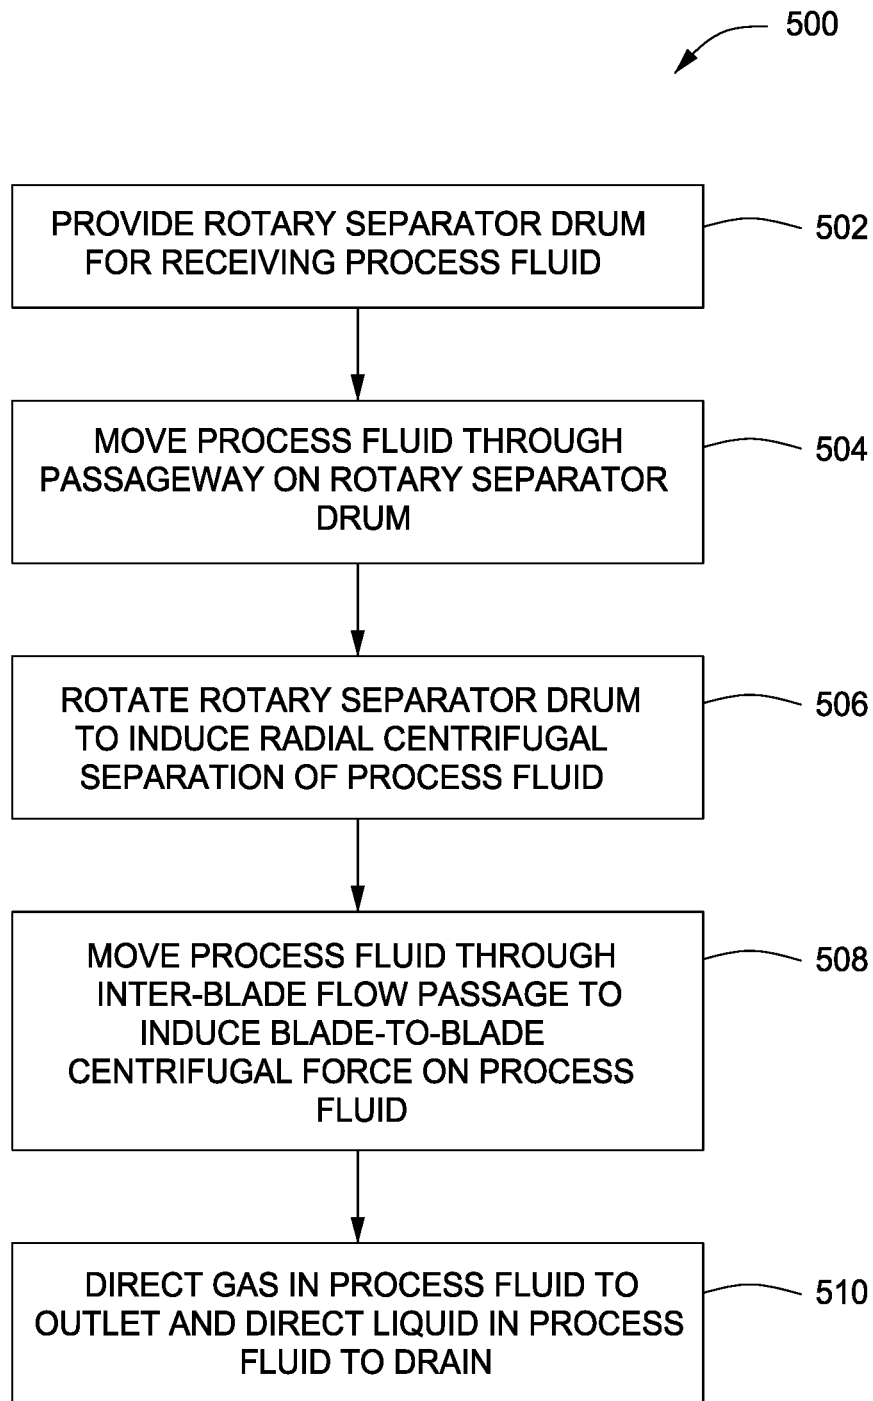 500
PROVIDE ROTARY SEPARATOR DRUM
FOR RECEIVING PROCESS FLUID
502
MOVE PROCESS FLUID THROUGH
PASSAGEWAY ON ROTARY SEPARATOR
DRUM
504
ROTATE ROTARY SEPARATOR DRUM
TO INDUCE RADIAL CENTRIFUGAL
SEPARATION OF PROCESS FLUID
506
MOVE PROCESS FLUID THROUGH
INTER-BLADE FLOW PASSAGE TO
INDUCE BLADE-TO-BLADE
CENTRIFUGAL FORCE ON PROCESS
FLUID
508
DIRECT GAS IN PROCESS FLUID TO
OUTLET AND DIRECT LIQUID IN PROCESS
FLUID TO DRAIN
510